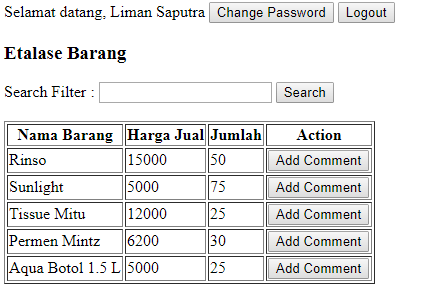 Selamat datang, Liman Saputra Change Password Logout
Etalase Barang
Search Filter : Search
Nama Barang Harga Jual Jumlah Action
Rinso 15000 50 Add Comment
Sunlight 5000 75 Add Comment
Tissue Mitu 12000 25 Add Comment
Permen Mintz 6200 30 Add Comment
Aqua Botol 1.5 L 5000 25 Add Comment